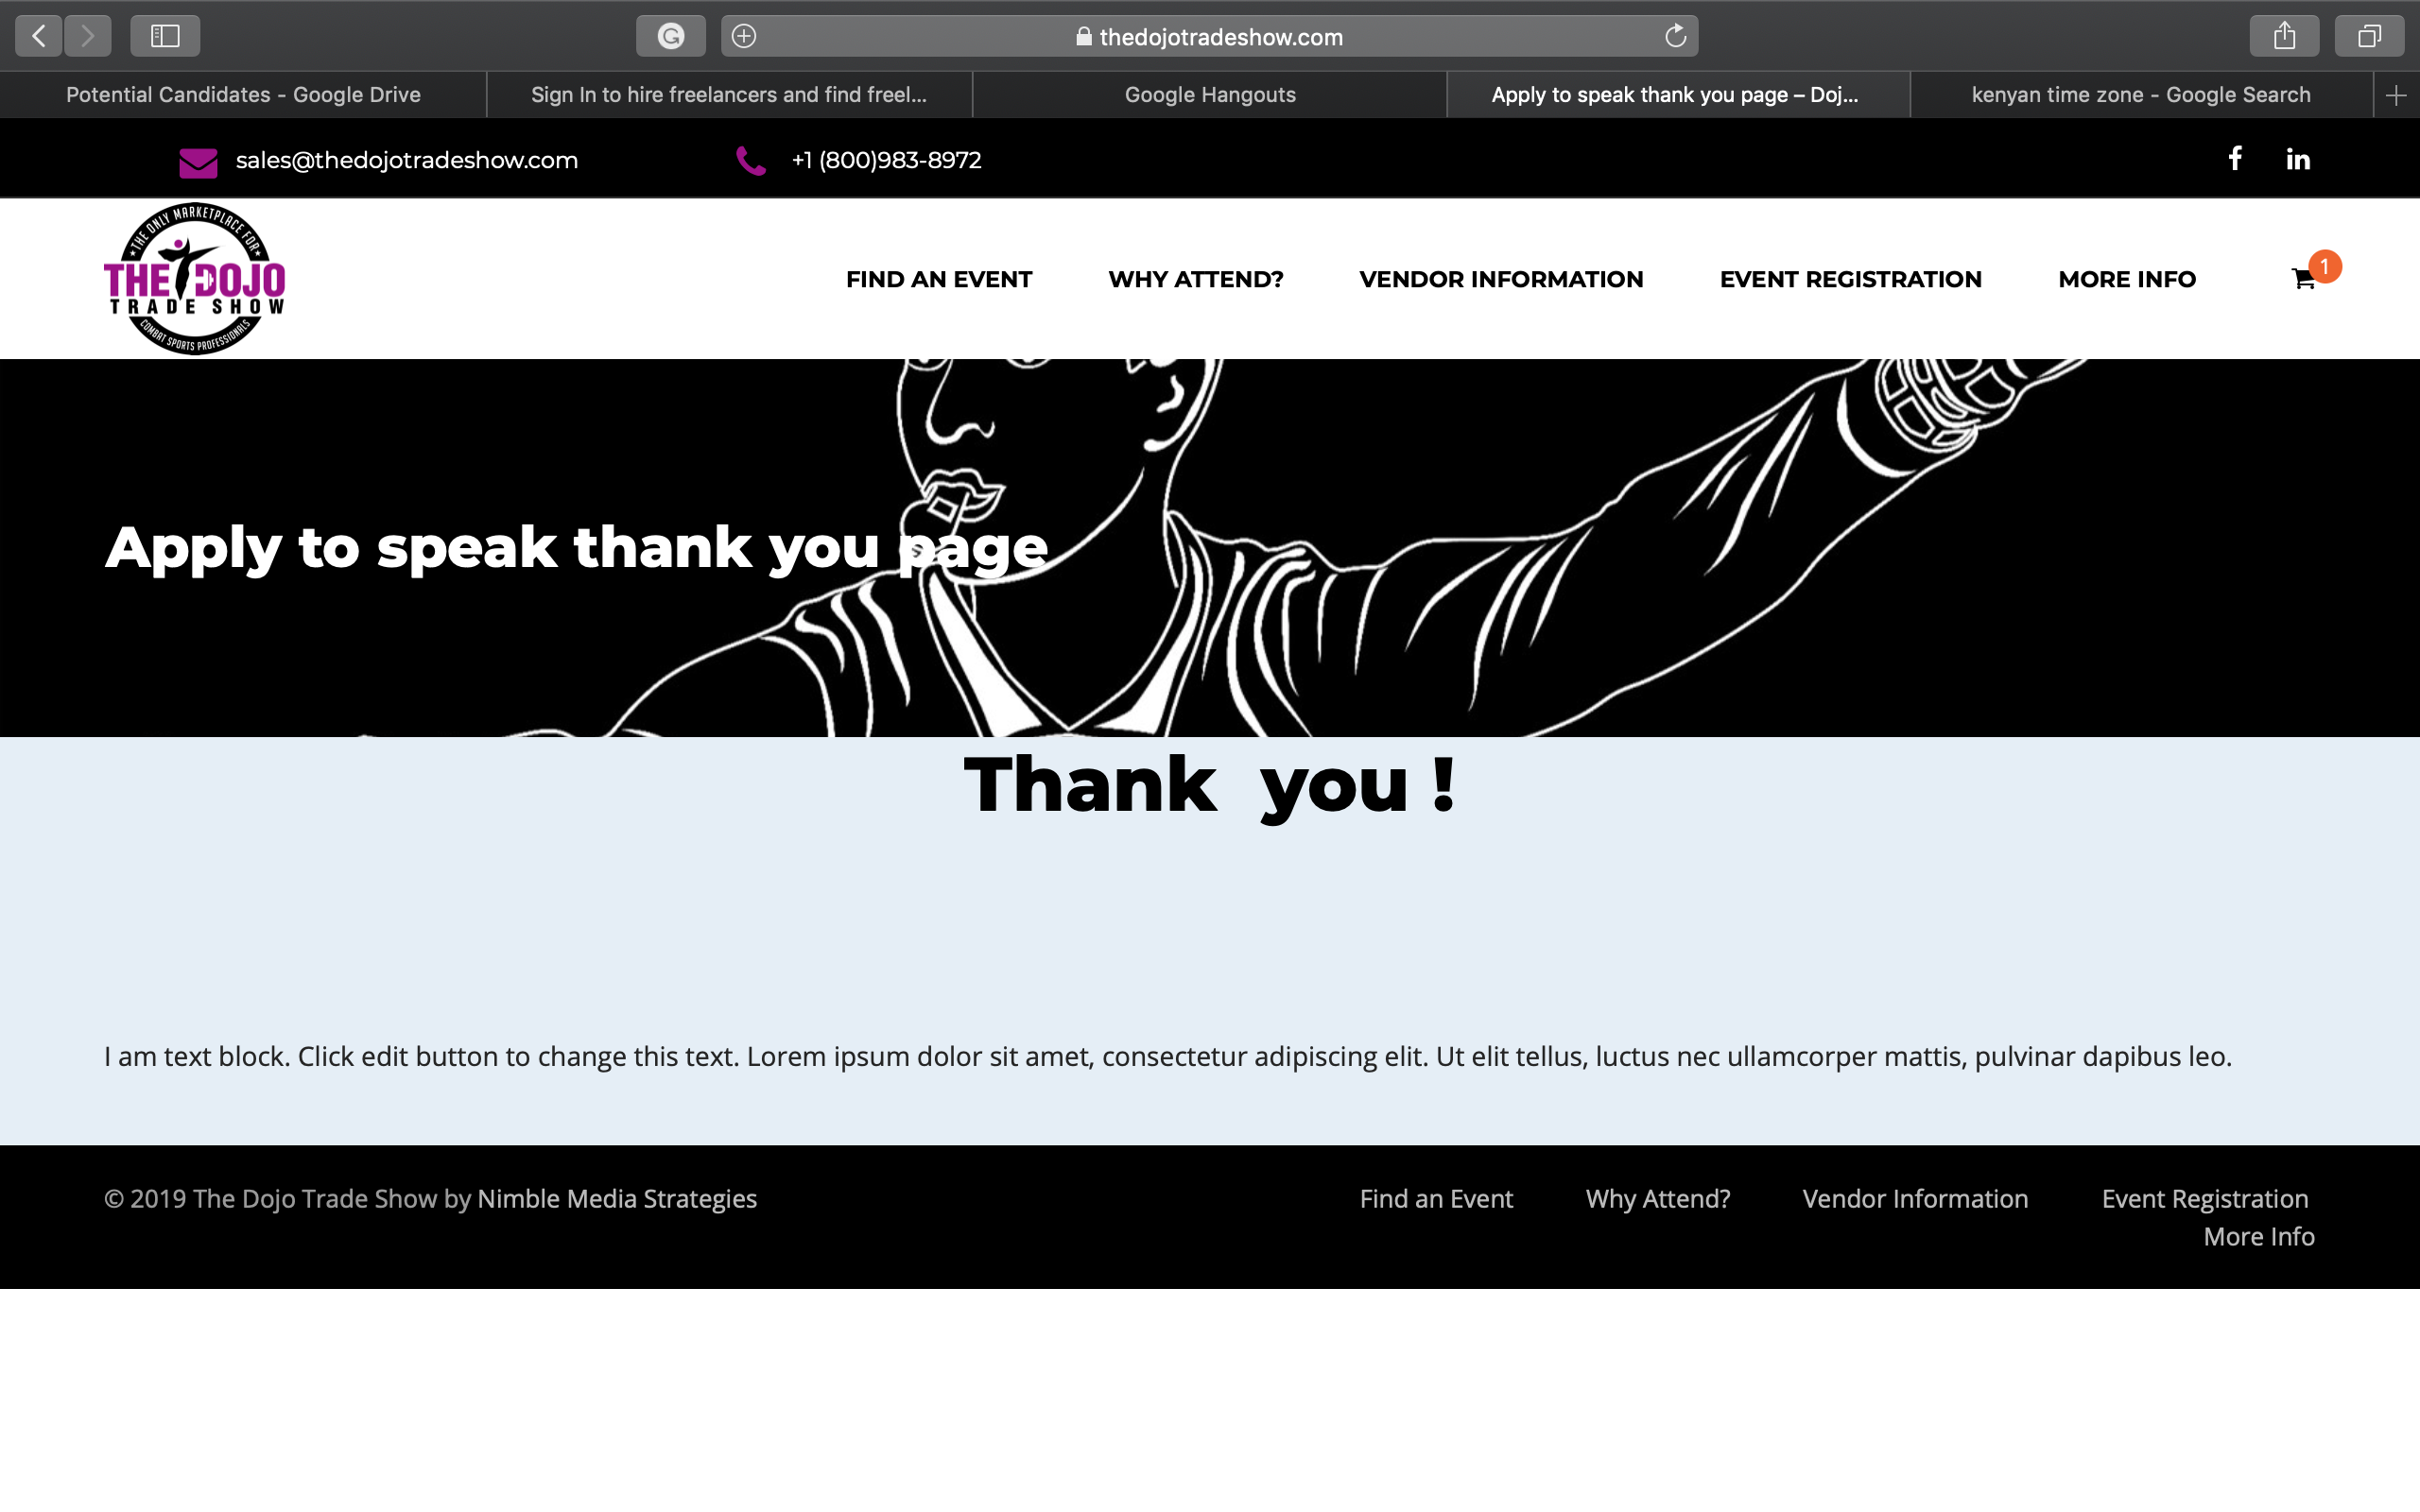 thedojotradeshow.com
Potential Candidates - Google Drive
Sign In to hire freelancers and find freel...
Google Hangouts
Apply to speak thank you page – Doj...
kenyan time zone - Google Search
sales@thedojotradeshow.com
+1 (800)983-8972
THE ONLY MARKETPLACE FOR
THE DOJO
TRADE SHOW
COMBAT SPORTS PROFESSIONALS
FIND AN EVENT
WHY ATTEND?
VENDOR INFORMATION
EVENT REGISTRATION
MORE INFO
1
Apply to speak thank you page
Thank you !
I am text block. Click edit button to change this text. Lorem ipsum dolor sit amet, consectetur adipiscing elit. Ut elit tellus, luctus nec ullamcorper mattis, pulvinar dapibus leo.
© 2019 The Dojo Trade Show by Nimble Media Strategies
Find an Event
Why Attend?
Vendor Information
Event Registration
More Info